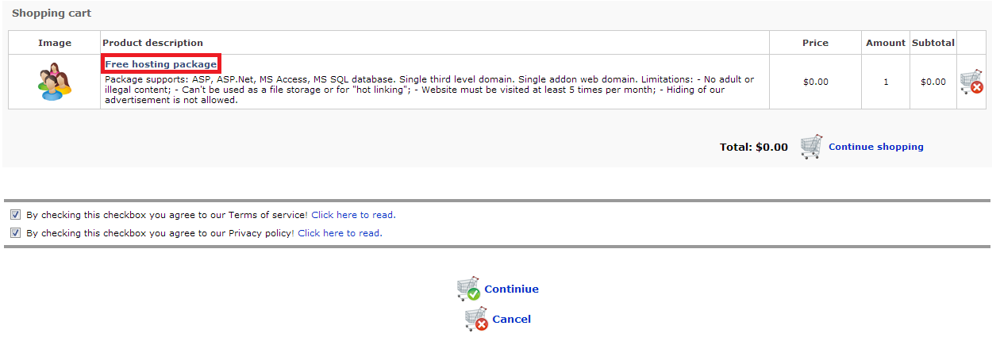 Shopping cart
Image Product description Price Amount Subtotal
Free hosting package
Package supports: ASP, ASP.Net, MS Access, MS SQL database. Single third level domain. Single addon web domain. Limitations: - No adult or
illegal content; - Can't be used as a file storage or for "hot linking"; - Website must be visited at least 5 times per month; - Hiding of our
advertisement is not allowed.
$0.00 1 $0.00
Total: $0.00 Continue shopping
By checking this checkbox you agree to our Terms of service! Click here to read.
By checking this checkbox you agree to our Privacy policy! Click here to read.
Continiue
Cancel